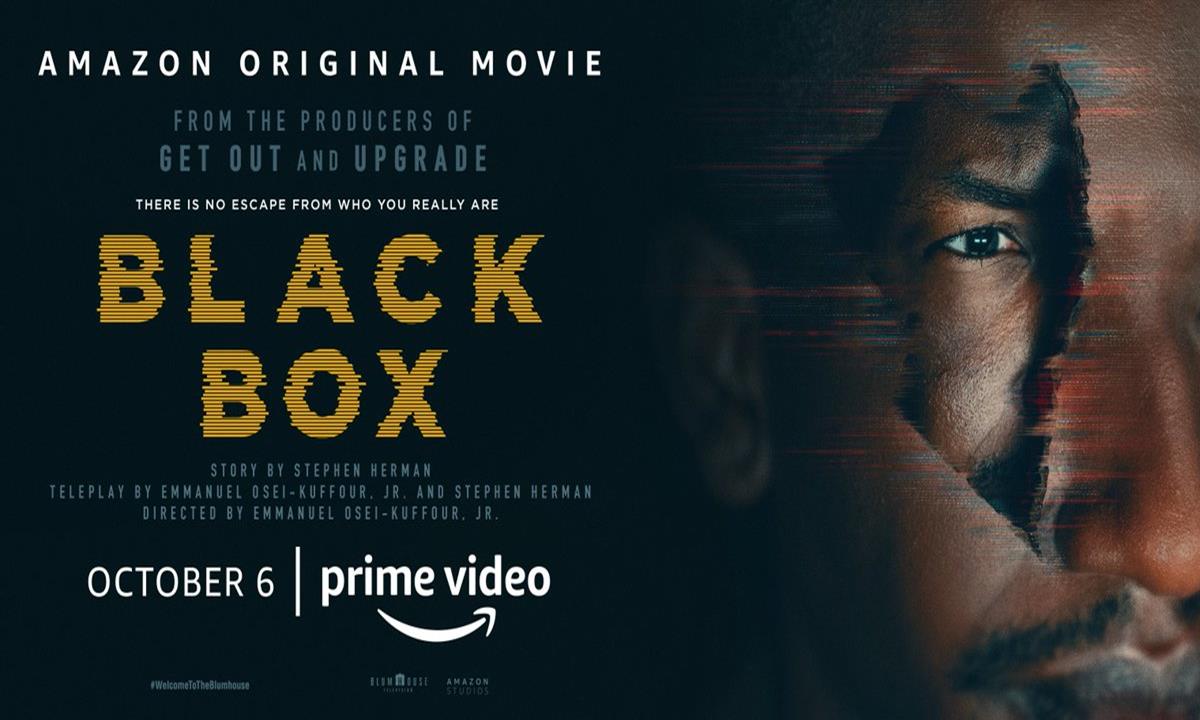 AMAZON ORIGINAL MOVIE
FROM THE PRODUCERS OF
GET OUT AND UPGRADE
THERE IS NO ESCAPE FROM WHO YOU REALLY ARE
BLACK
BOX
STORY BY STEPHEN HERMAN
TELEPLAY BY EMMANUEL OSEI-KUFFOUR, JR. AND STEPHEN HERMAN
DIRECTED BY EMMANUEL OSEI-KUFFOUR, JR.
OCTOBER 6 | prime video
#WelcomeToTheBlumhouse
BLUMHOUSE
TELEVISION
AMAZON
STUDIOS